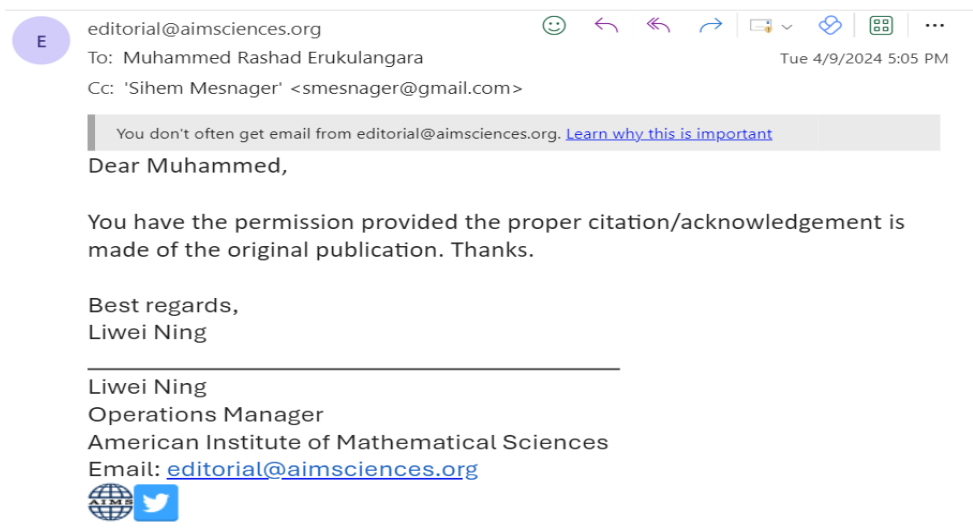 E
editorial@aimsciences.org
To: Muhammed Rashad Erukulangara
Tue 4/9/2024 5:05 PM
Cc: 'Sihem Mesnager' <smesnager@gmail.com>
You don't often get email from editorial@aimsciences.org. Learn why this is important
Dear Muhammed,
You have the permission provided the proper citation/acknowledgement is
made of the original publication. Thanks.
Best regards,
Liwei Ning
Liwei Ning
Operations Manager
American Institute of Mathematical Sciences
Email: editorial@aimsciences.org
AIMS